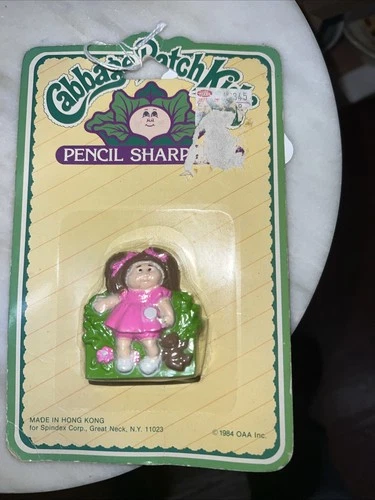 Cabbage Patch Kids
PENCIL SHARP
MADE IN HONG KONG
for Spindex Corp., Great Neck, N.Y. 11023
© 1984 OAA Inc.